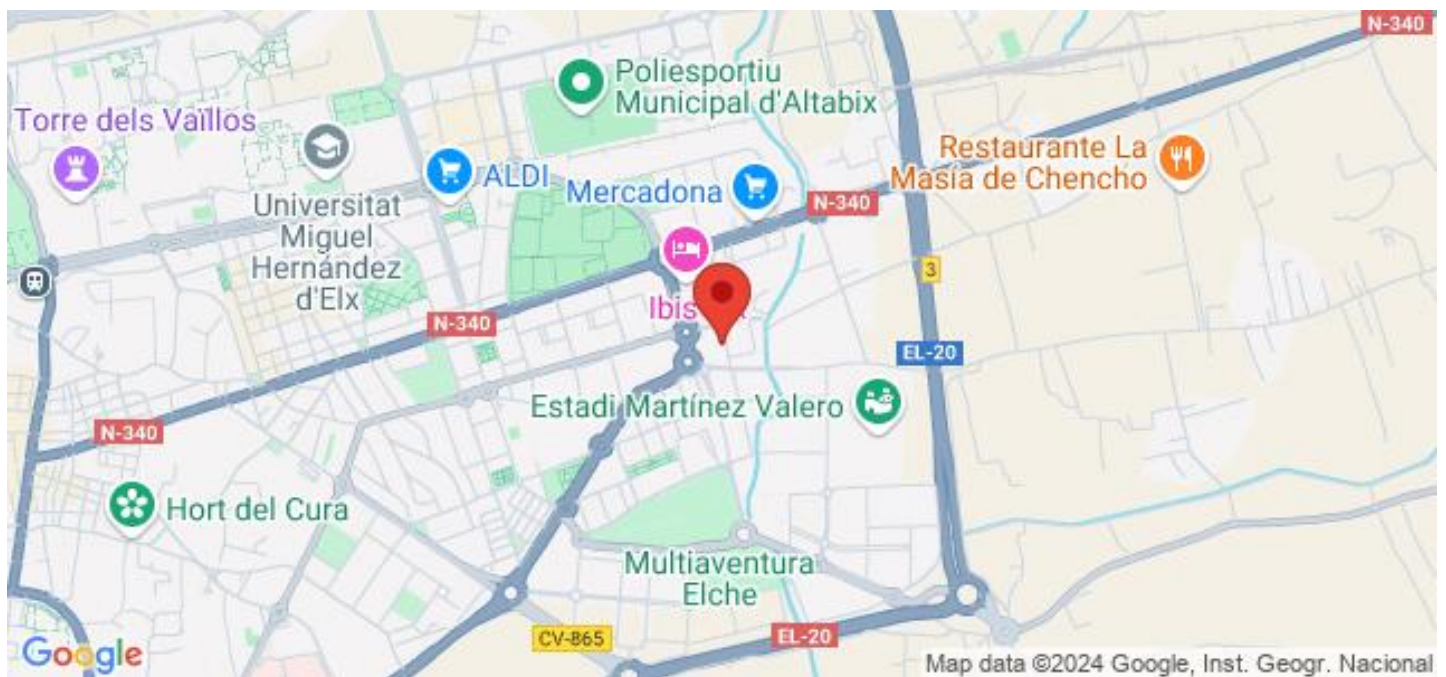 N-340
Poliesportiu
Municipal d'Altabix
Torre dels Vaïllos
Restaurante La
Masía de Chencho
ALDI
Mercadona
N-340
Universitat
Miguel
Hernández
d'Elx
3
Ibis
N-340
EL-20
Estadi Martínez Valero
N-340
Hort del Cura
Multiaventura
Elche
CV-865
EL-20
Google
Map data ©2024 Google, Inst. Geogr. Nacional